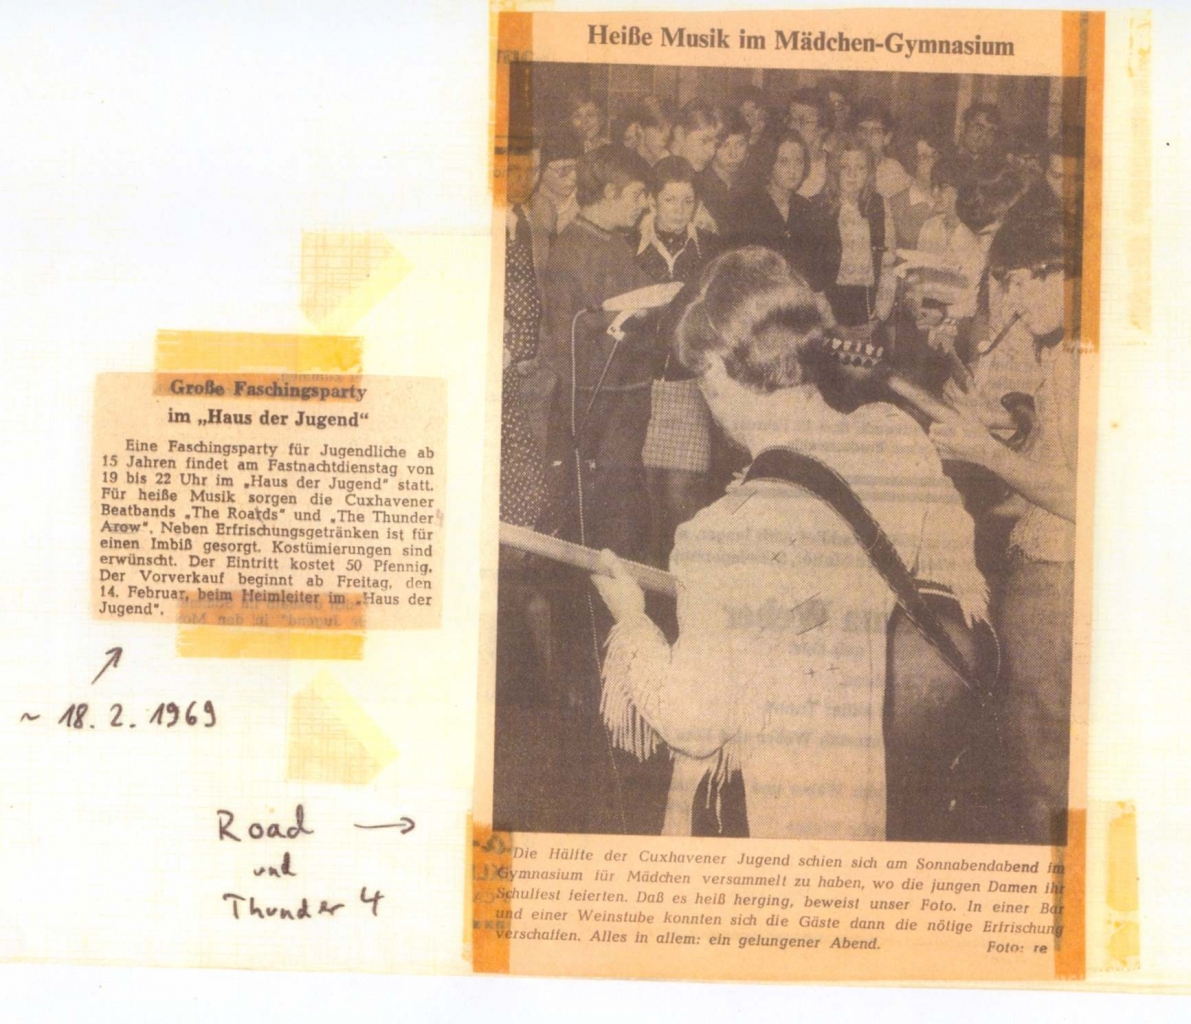 Heiße Musik im Mädchen-Gymnasium
Große Faschingsparty
im „Haus der Jugend“
Eine Faschingsparty für Jugendliche ab
15 Jahren findet am Fastnachtdienstag von
19 bis 22 Uhr im „Haus der Jugend“ statt.
Für heiße Musik sorgen die Cuxhavener
Beatbands „The Roards“ und „The Thunder
Arow“. Neben Erfrischungsgetränken ist für
einen Imbiß gesorgt. Kostümierungen sind
erwünscht. Der Eintritt kostet 50 Pfennig.
Der Vorverkauf beginnt ab Freitag, den
14. Februar, beim Heimleiter im „Haus der
Jugend“.
~ 18. 2. 1969
Road →
und
Thunder 4
Die Hälfte der Cuxhavener Jugend schien sich am Sonnabendabend im
Gymnasium für Mädchen versammelt zu haben, wo die jungen Damen ihr
Schulfest feierten. Daß es heiß herging, beweist unser Foto. In einer Bar
und einer Weinstube konnten sich die Gäste dann die nötige Erfrischung
verschaffen. Alles in allem: ein gelungener Abend. Foto: re